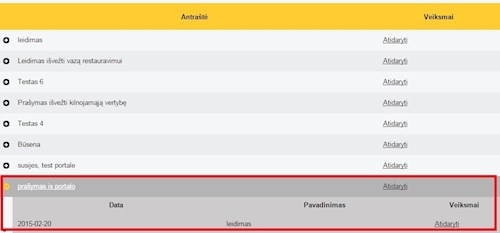 Antraštė Veiksmai
leidimas Atidaryti
Leidimas išvežti vazą restauravimui Atidaryti
Testas 6 Atidaryti
Prašymas išvežti kilnojamąją vertybę Atidaryti
Testas 4 Atidaryti
Būsena Atidaryti
susijes, test portale Atidaryti
prašymas is portalo Atidaryti
Data Pavadinimas Veiksmai
2015-02-20 leidimas Atidaryti